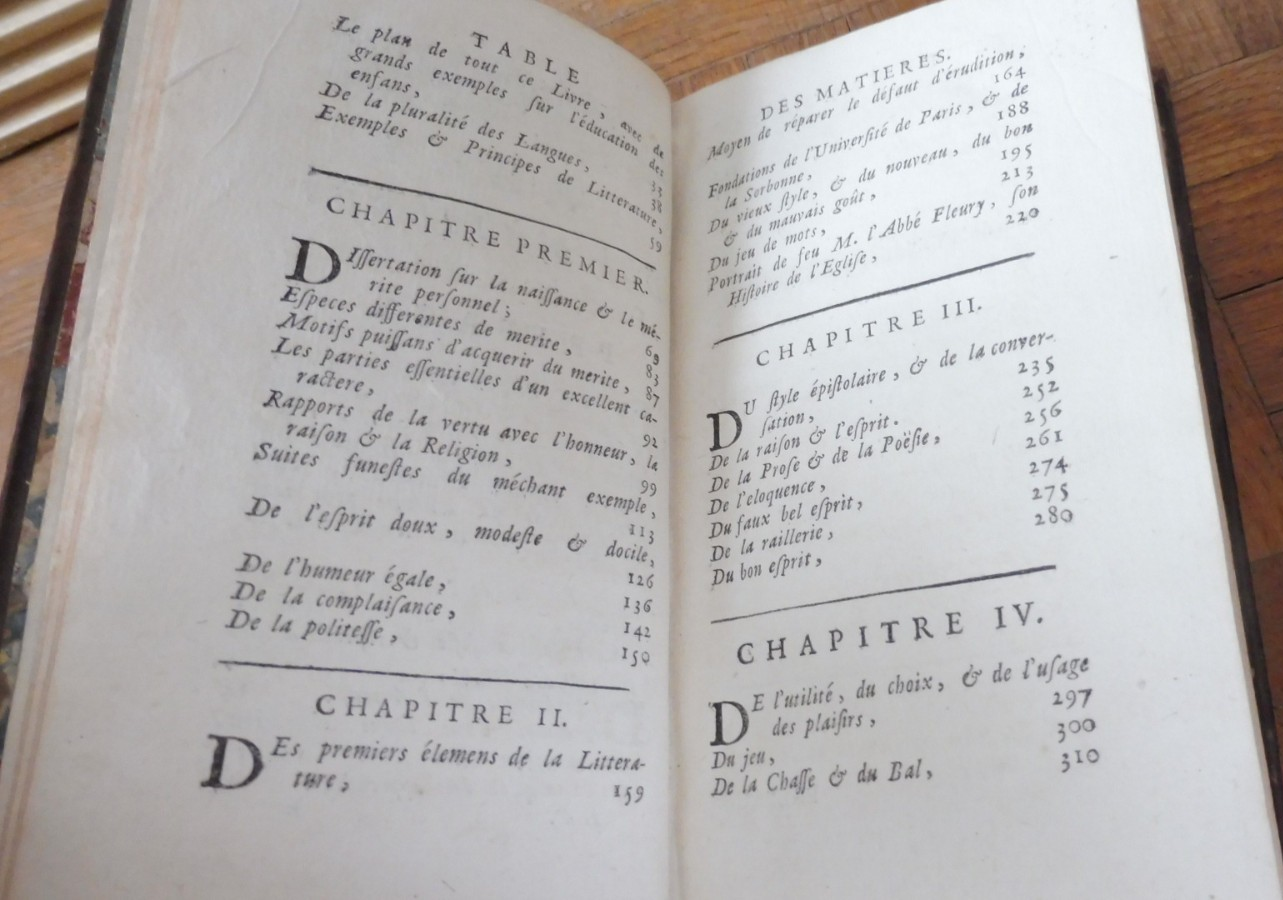 TABLE
Le plan de tout ce Livre, avec de
grands exemples ſur l'éducation des
enfans, 33
De la pluralité des Langues, 38
Exemples & Principes de Litterature,
59
CHAPITRE PREMIER.
DIſſertation ſur la naiſſance & le mé-
rite perſonnel; 69
Eſpeces differentes de merite, 83
Motifs puiſſans d'acquerir du merite, 87
Les parties eſſentielles d'un excellent ca-
ractere, 92
Rapports de la vertu avec l'honneur, la
raiſon & la Religion, 99
Suites funeſtes du méchant exemple,
113
De l'eſprit doux, modeſte & docile,
126
De l'humeur égale, 136
De la complaiſance, 142
De la politeſſe, 150
CHAPITRE II.
DEs premiers élemens de la Littera-
ture, 159
DES MATIERES.
Moyen de réparer le défaut d'érudition,
164
Fondations de l'Univerſité de Paris, & de
la Sorbonne, 188
Du vieux ſtyle, & du nouveau, du bon
& du mauvais goût, 195
Du jeu de mots, 213
Portrait de feu M. l'Abbé Fleury, ſon
Hiſtoire de l'Egliſe, 220
CHAPITRE III.
DU ſtyle épiſtolaire, & de la conver-
ſation, 235
De la raiſon & l'eſprit. 252
De la Proſe & de la Poëſie, 256
De l'eloquence, 261
Du faux bel eſprit, 274
De la raillerie, 275
Du bon eſprit, 280
CHAPITRE IV.
DE l'utilité, du choix, & de l'uſage
des plaiſirs, 297
Du jeu, 300
De la Chaſſe & du Bal, 310